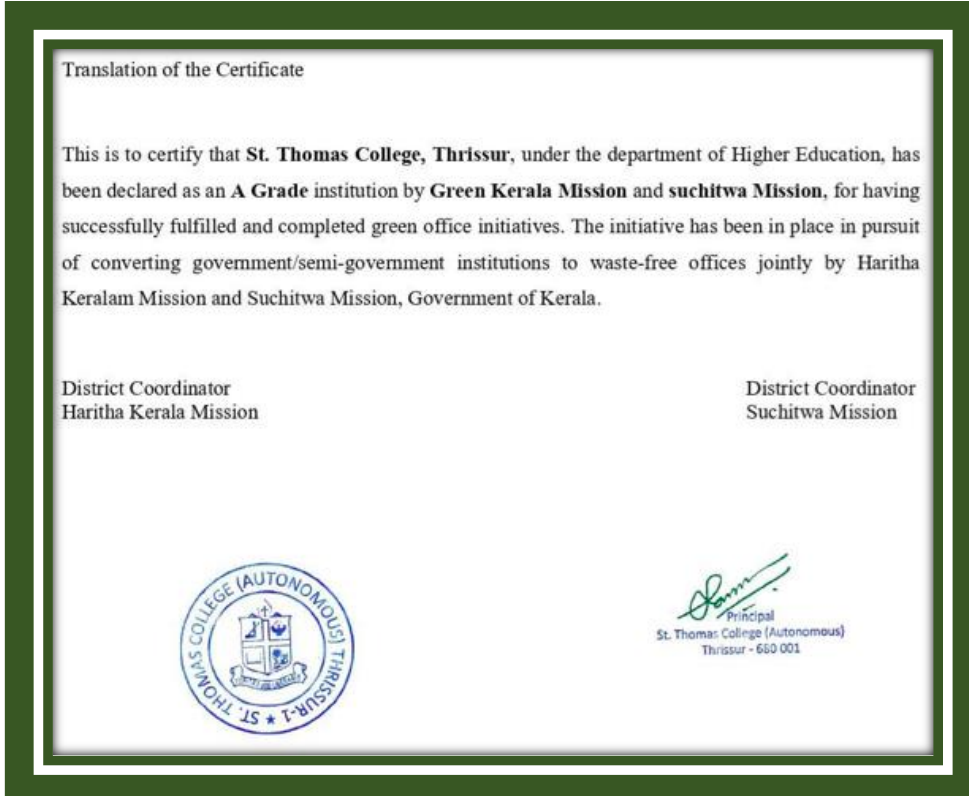 Translation of the Certificate
This is to certify that St. Thomas College, Thrissur, under the department of Higher Education, has
been declared as an A Grade institution by Green Kerala Mission and suchitwa Mission, for having
successfully fulfilled and completed green office initiatives. The initiative has been in place in pursuit
of converting government/semi-government institutions to waste-free offices jointly by Haritha
Keralam Mission and Suchitwa Mission, Government of Kerala.
District Coordinator
Haritha Kerala Mission
District Coordinator
Suchitwa Mission
ST. THOMAS COLLEGE (AUTONOMOUS) THRISSUR-1
Principal
St. Thomas College (Autonomous)
Thrissur - 680 001